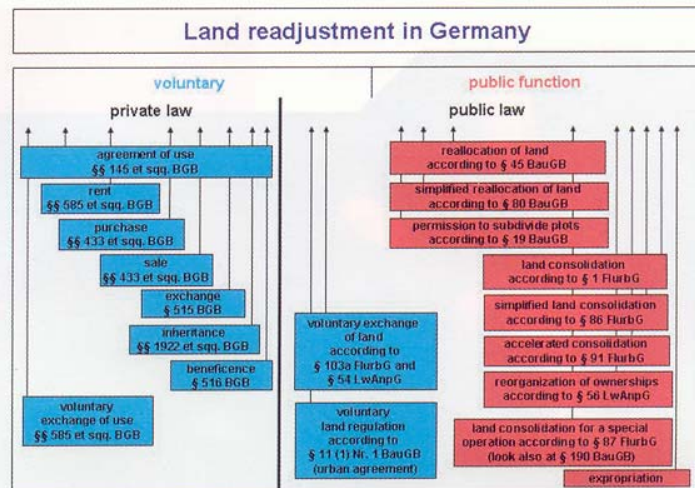 Land readjustment in Germany
voluntary
public function
private law
public law
agreement of use
§§ 145 et sqq. BGB
rent
§§ 585 et sqq. BGB
purchase
§§ 433 et sqq. BGB
sale
§§ 433 et sqq. BGB
exchange
§ 515 BGB
inheritance
§§ 1922 et sqq. BGB
beneficence
§ 516 BGB
voluntary
exchange of use
§§ 585 et sqq. BGB
voluntary exchange
of land
according to
§ 103a FlurbG and
§ 54 LwAnpG
voluntary
land regulation
according to
§ 11 (1) Nr. 1 BauGB
(urban agreement)
reallocation of land
according to § 45 BauGB
simplified reallocation of land
according to § 80 BauGB
permission to subdivide plots
according to § 19 BauGB
land consolidation
according to § 1 FlurbG
simplified land consolidation
according to § 86 FlurbG
accelerated consolidation
according to § 91 FlurbG
reorganization of ownerships
according to § 56 LwAnpG
land consolidation for a special
operation according to § 87 FlurbG
(look also at § 190 BauGB)
expropriation